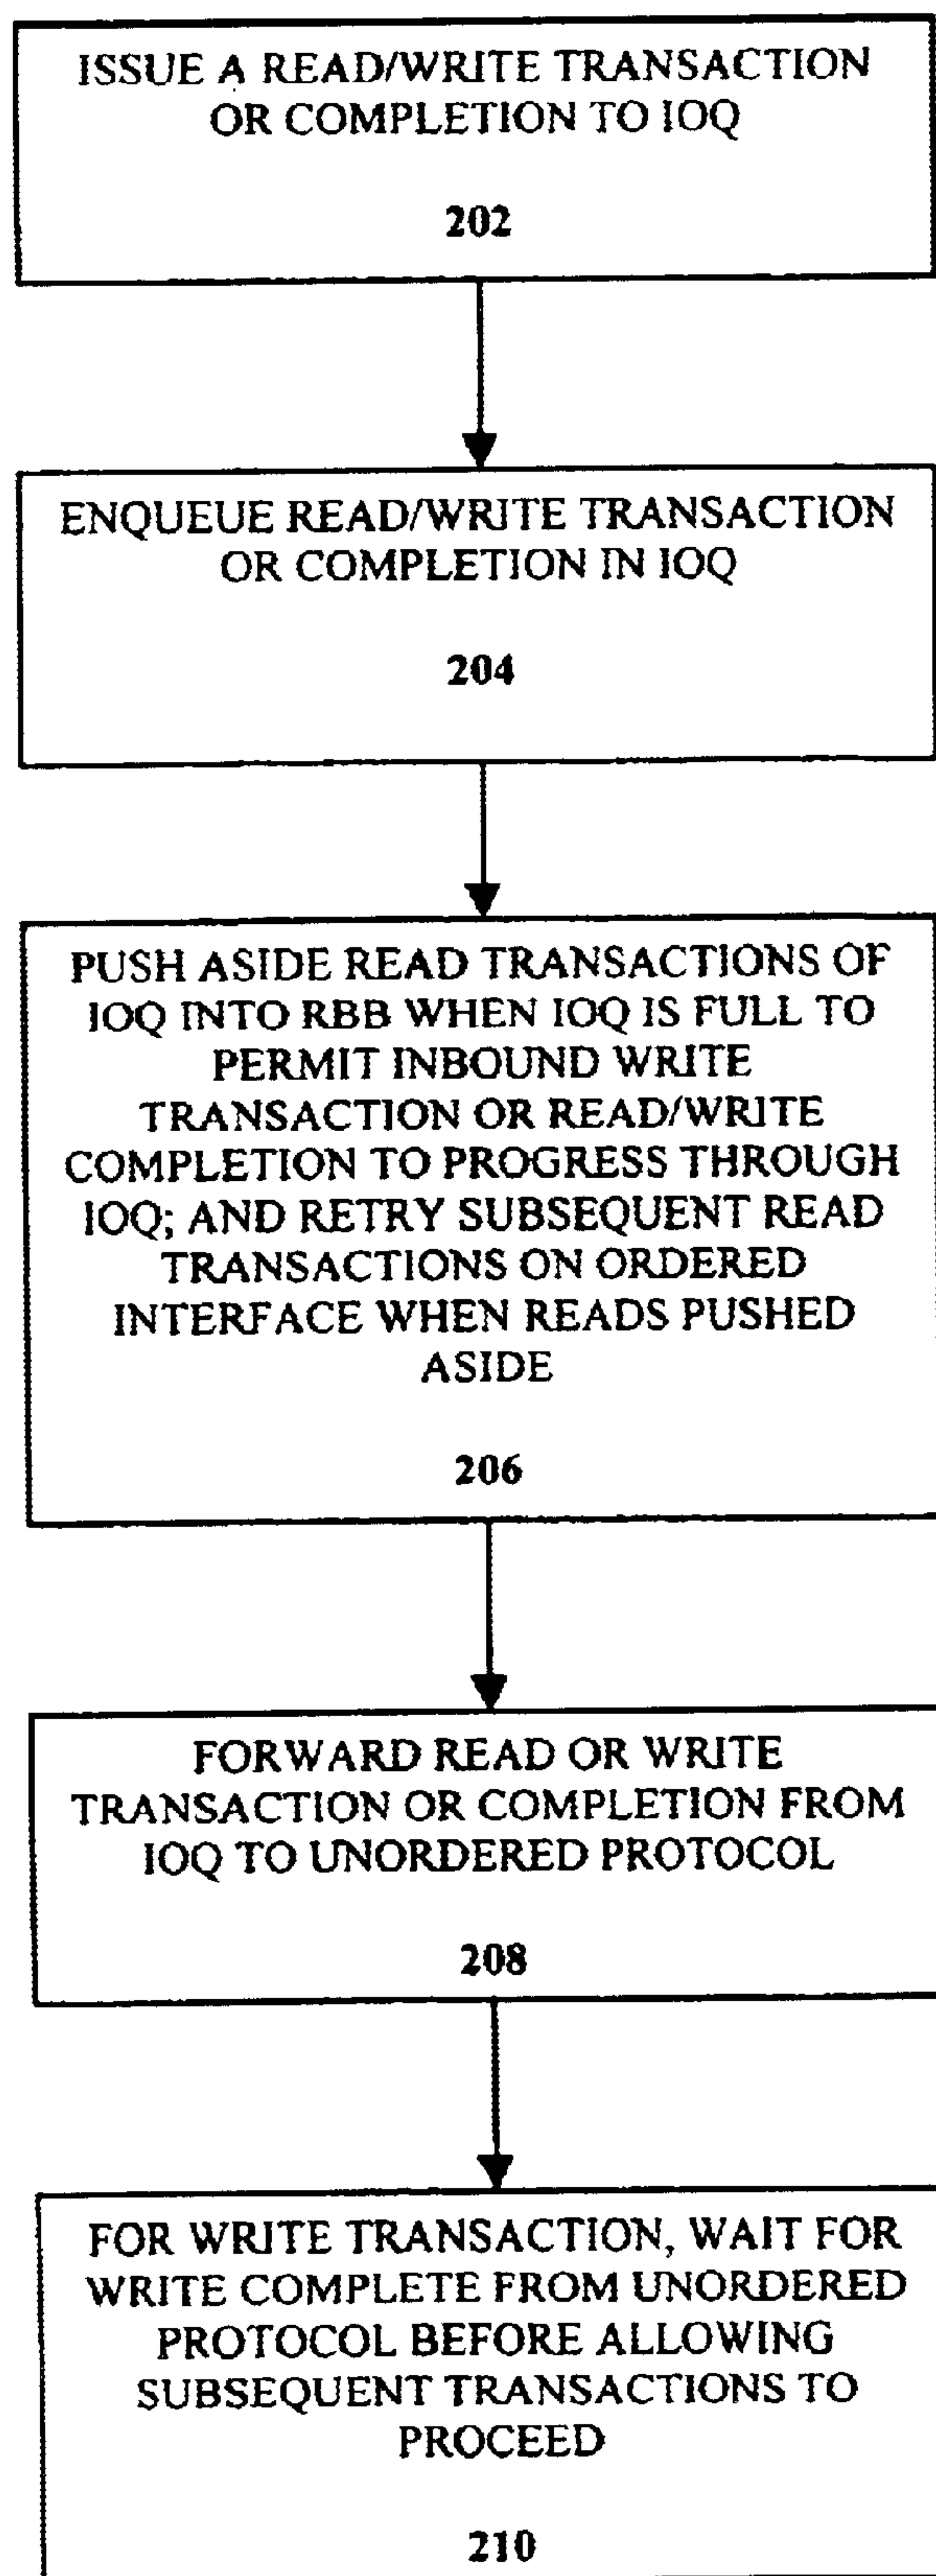 ISSUE A READ/WRITE TRANSACTION
OR COMPLETION TO IOQ
202
ENQUEUE READ/WRITE TRANSACTION
OR COMPLETION IN IOQ
204
PUSH ASIDE READ TRANSACTIONS OF
IOQ INTO RBB WHEN IOQ IS FULL TO
PERMIT INBOUND WRITE
TRANSACTION OR READ/WRITE
COMPLETION TO PROGRESS THROUGH
IOQ; AND RETRY SUBSEQUENT READ
TRANSACTIONS ON ORDERED
INTERFACE WHEN READS PUSHED
ASIDE
206
FORWARD READ OR WRITE
TRANSACTION OR COMPLETION FROM
IOQ TO UNORDERED PROTOCOL
208
FOR WRITE TRANSACTION, WAIT FOR
WRITE COMPLETE FROM UNORDERED
PROTOCOL BEFORE ALLOWING
SUBSEQUENT TRANSACTIONS TO
PROCEED
210